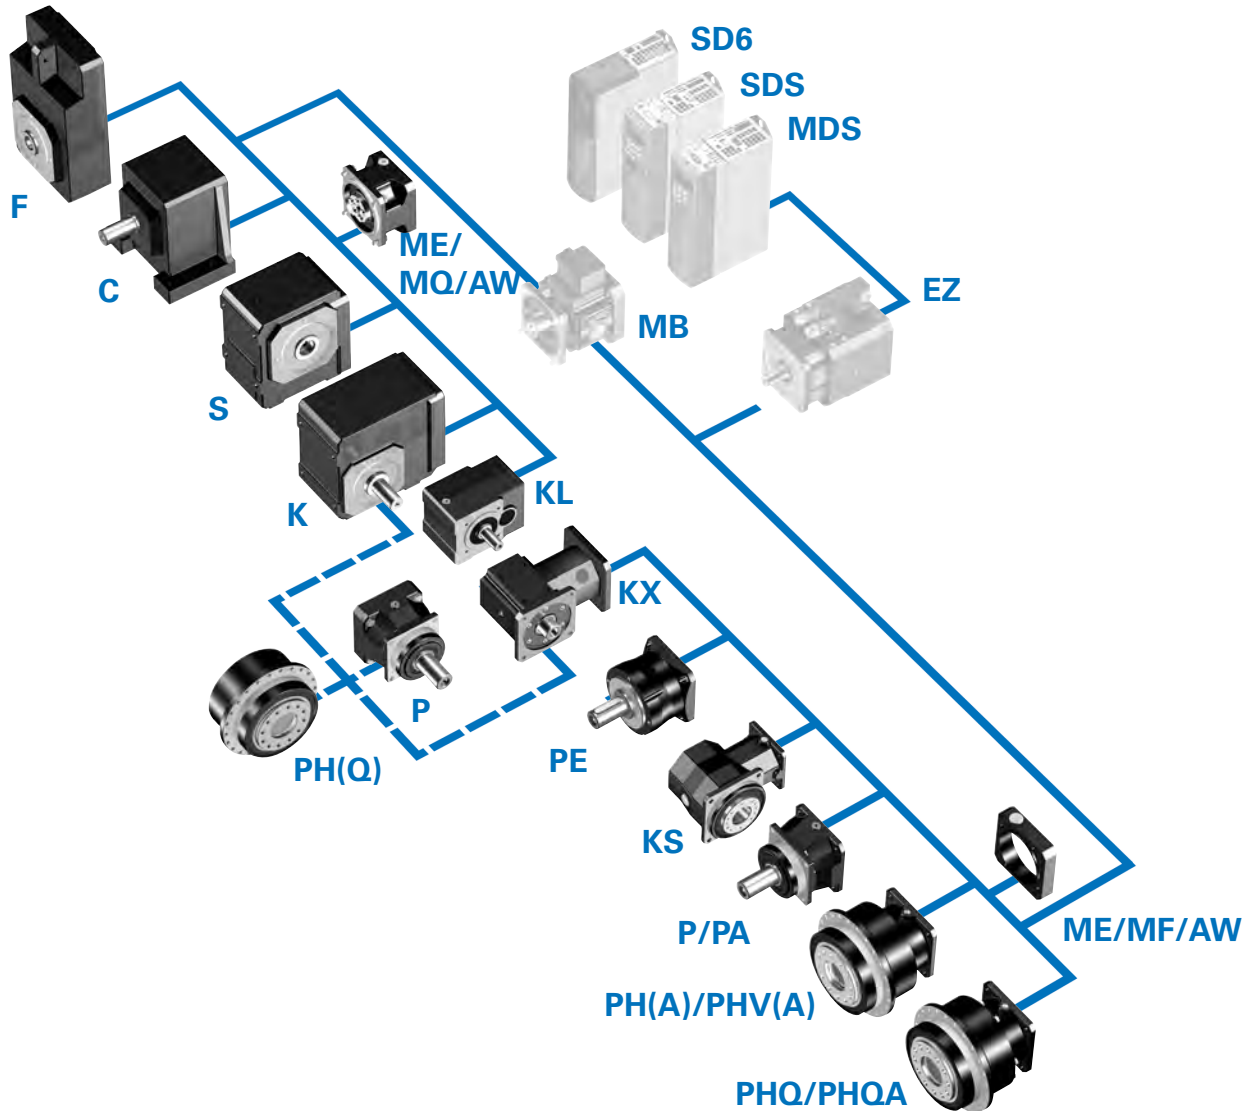 SD6
SDS
MDS
F
ME/
MQ/AW
C
EZ
MB
S
KL
K
KX
P
PH(Q)
PE
KS
P/PA
ME/MF/AW
PH(A)/PHV(A)
PHQ/PHQA